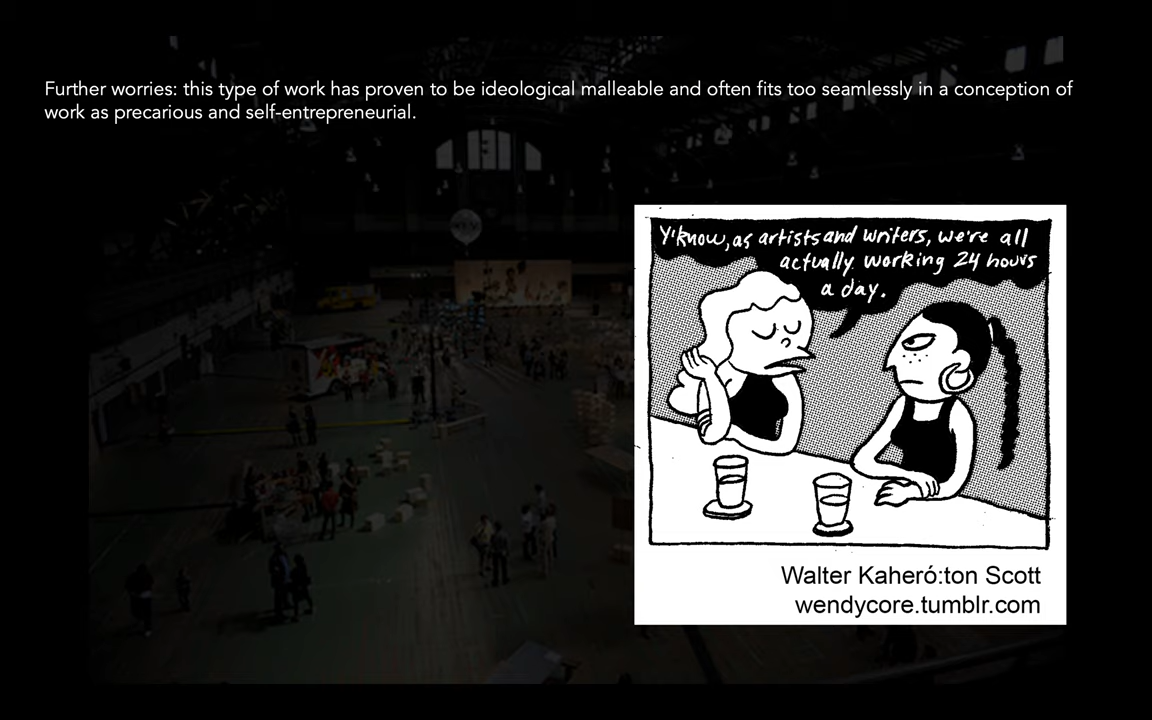 Further worries: this type of work has proven to be ideological malleable and often fits too seamlessly in a conception of
work as precarious and self-entrepreneurial.
Y'know, as artists and writers, we're all
actually working 24 hours
a day.
Walter Kaheró:ton Scott
wendycore.tumblr.com